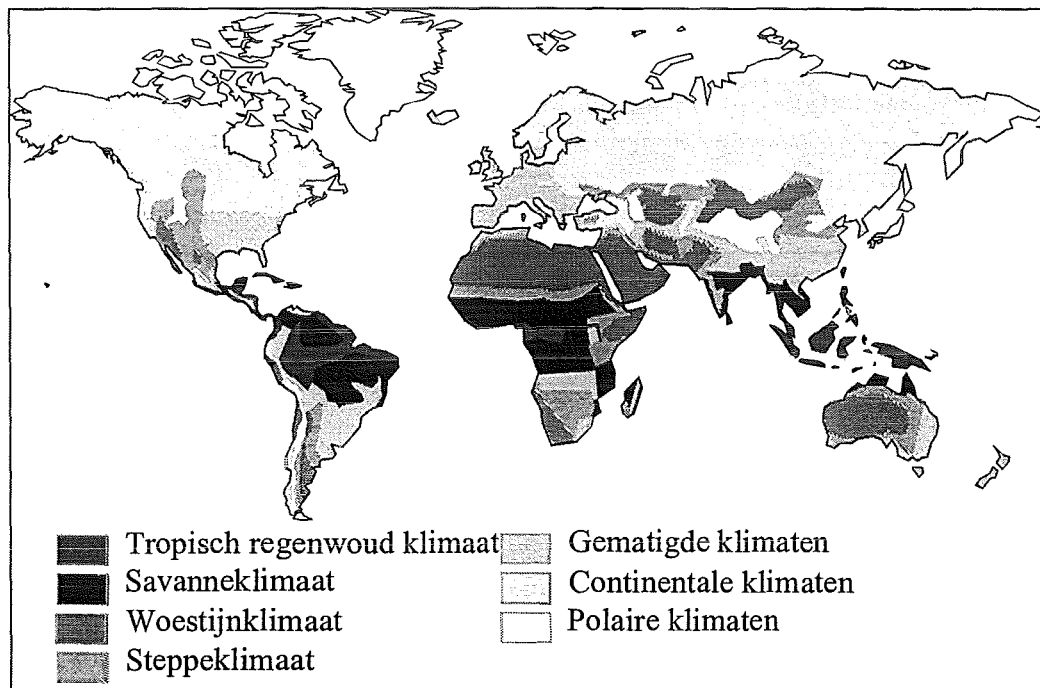 Tropisch regenwoud klimaat
Savanneklimaat
Woestijnklimaat
Steppeklimaat
Gematigde klimaten
Continentale klimaten
Polaire klimaten